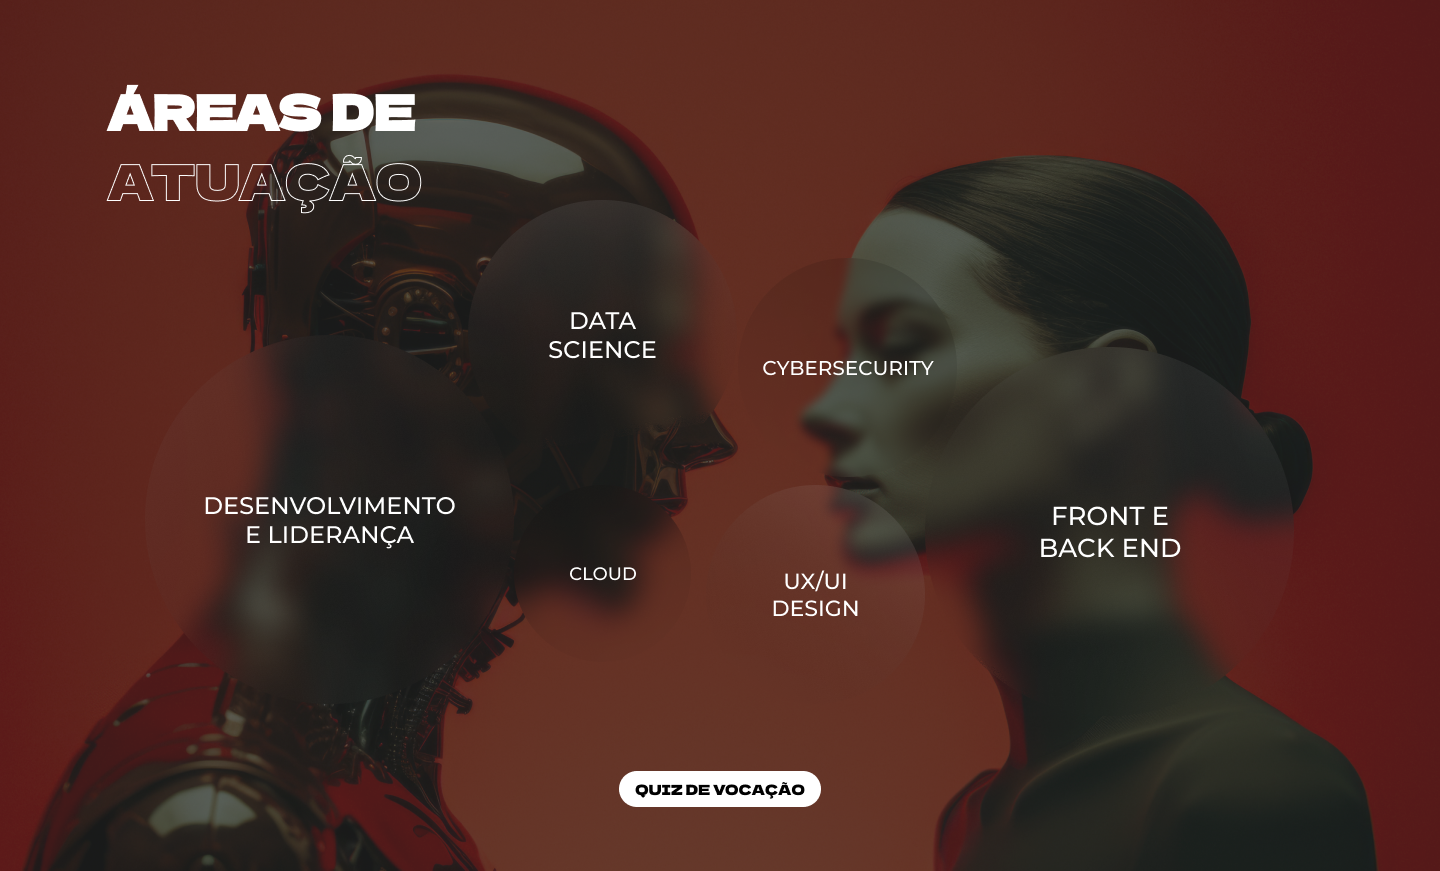 ÁREAS DE
ATUAÇÃO
DATA
SCIENCE
CYBERSECURITY
DESENVOLVIMENTO
E LIDERANÇA
FRONT E
BACK END
CLOUD
UX/UI
DESIGN
QUIZ DE VOCAÇÃO